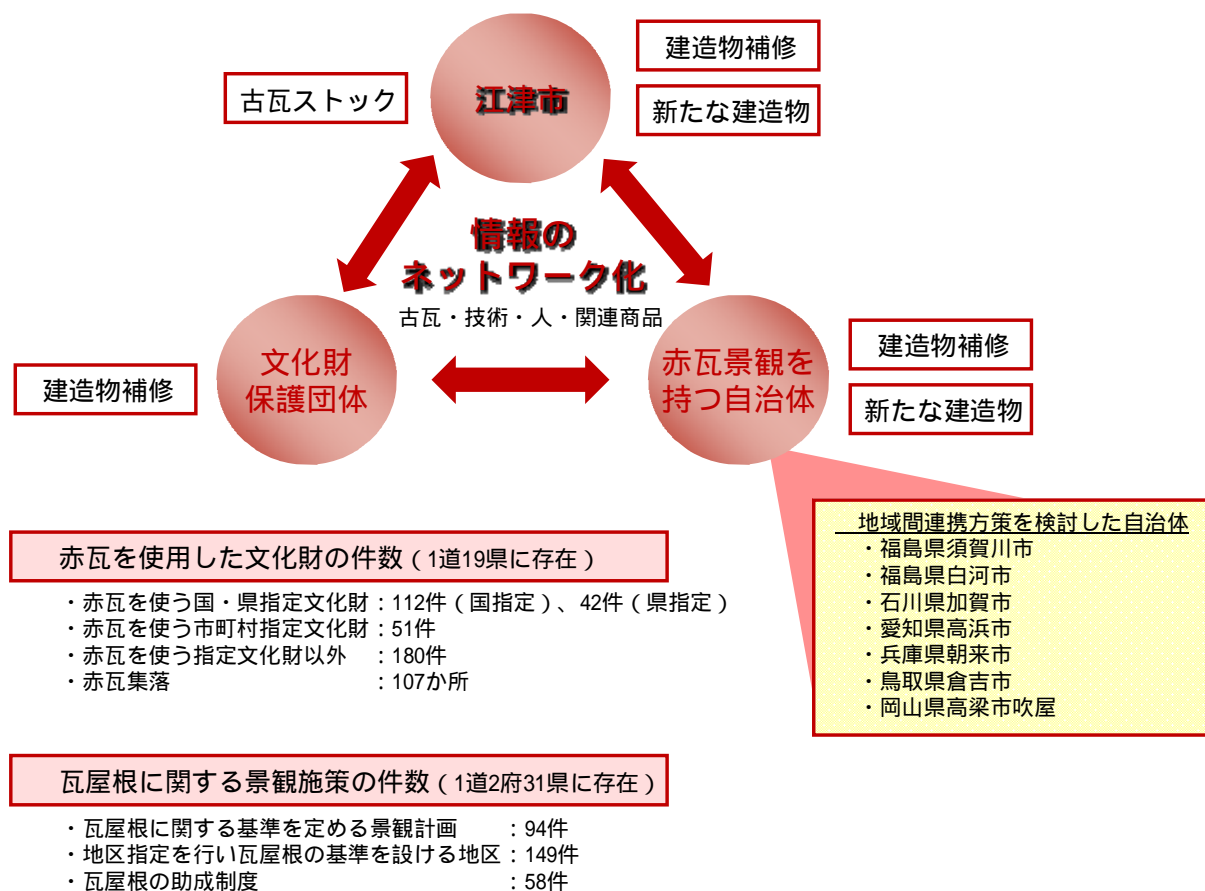 建造物補修
古瓦ストック
江津市
新たな建造物
情報の
ネットワーク化
古瓦・技術・人・関連商品
文化財
保護団体
建造物補修
赤瓦景観を
持つ自治体
建造物補修
新たな建造物
地域間連携方策を検討した自治体
・福島県須賀川市
・福島県白河市
・石川県加賀市
・愛知県高浜市
・兵庫県朝来市
・鳥取県倉吉市
・岡山県高梁市吹屋
赤瓦を使用した文化財の件数（1道19県に存在）
・赤瓦を使う国・県指定文化財：112件（国指定）、42件（県指定）
・赤瓦を使う市町村指定文化財：51件
・赤瓦を使う指定文化財以外　：180件
・赤瓦集落　　　　　　　　　：107か所
瓦屋根に関する景観施策の件数（1道2府31県に存在）
・瓦屋根に関する基準を定める景観計画　　：94件
・地区指定を行い瓦屋根の基準を設ける地区：149件
・瓦屋根の助成制度　　　　　　　　　　　：58件